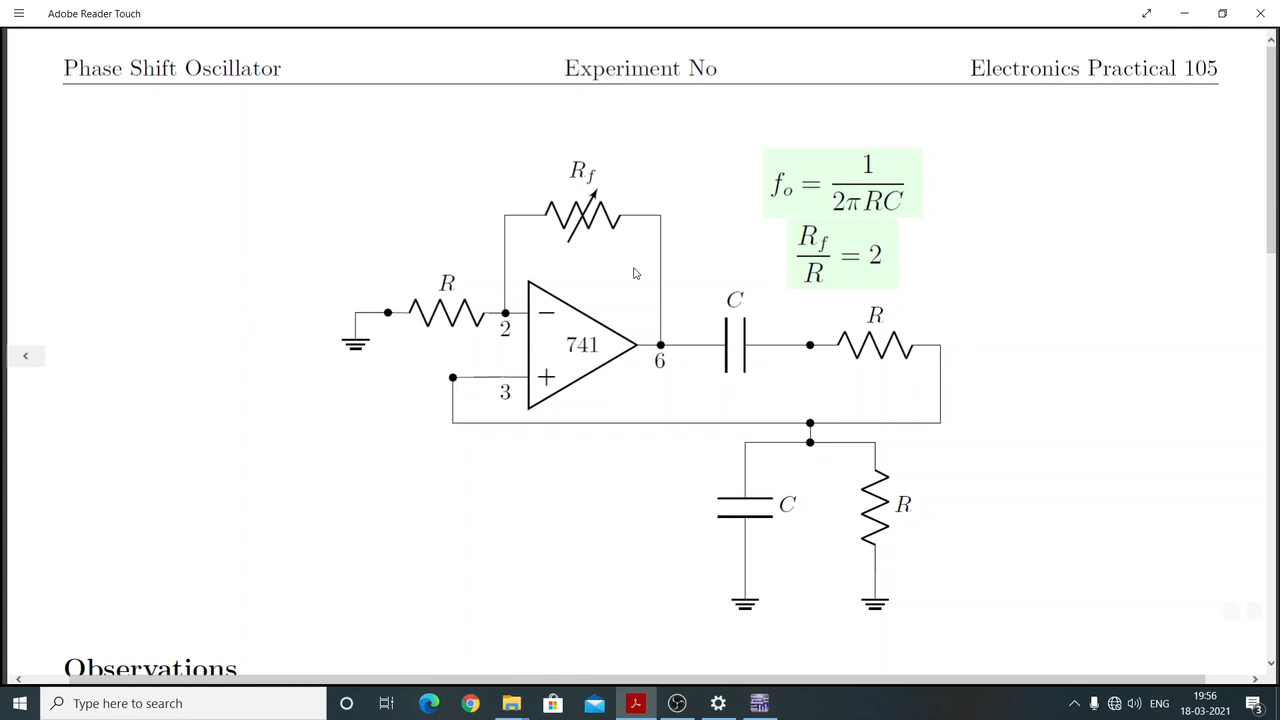 Adobe Reader Touch
Phase Shift Oscillator Experiment No Electronics Practical 105
R_f
f_o = 1 / 2πRC
R_f / R = 2
R
C
R
2
−
741
6
3
+
C
R
Observations
Type here to search
ENG
19:56
18-03-2021
3